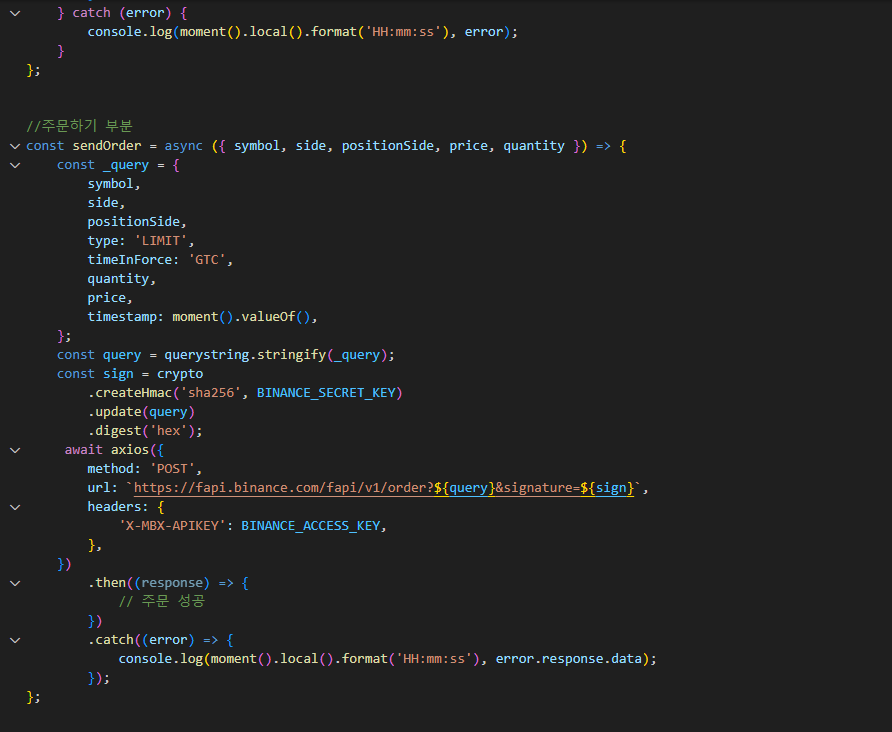 } catch (error) {
        console.log(moment().local().format('HH:mm:ss'), error);
    }
};

//주문하기 부분
const sendOrder = async ({ symbol, side, positionSide, price, quantity }) => {
    const _query = {
        symbol,
        side,
        positionSide,
        type: 'LIMIT',
        timeInForce: 'GTC',
        quantity,
        price,
        timestamp: moment().valueOf(),
    };
    const query = querystring.stringify(_query);
    const sign = crypto
        .createHmac('sha256', BINANCE_SECRET_KEY)
        .update(query)
        .digest('hex');
     await axios({
        method: 'POST',
        url: `https://fapi.binance.com/fapi/v1/order?${query}&signature=${sign}`,
        headers: {
            'X-MBX-APIKEY': BINANCE_ACCESS_KEY,
        },
    })
        .then((response) => {
            // 주문 성공
        })
        .catch((error) => {
            console.log(moment().local().format('HH:mm:ss'), error.response.data);
        });
};